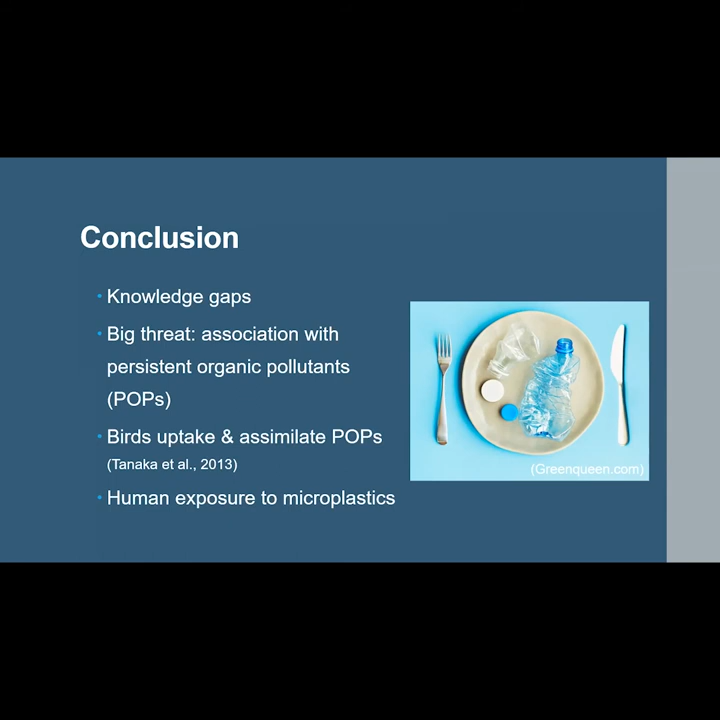 Conclusion
• Knowledge gaps
• Big threat: association with
persistent organic pollutants
(POPs)
• Birds uptake & assimilate POPs
(Tanaka et al., 2013)
• Human exposure to microplastics
(Greenqueen.com)